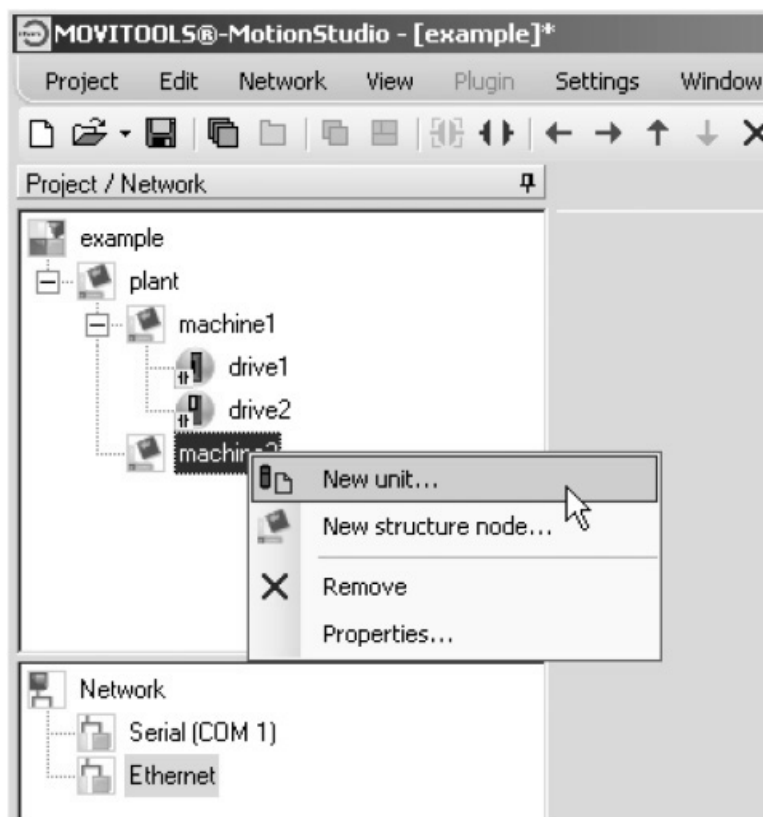 MOVITOOLS®-MotionStudio - [example]*
Project Edit Network View Plugin Settings Window
Project / Network
example
plant
machine1
drive1
drive2
New unit...
New structure node...
Remove
Properties...
Network
Serial (COM 1)
Ethernet